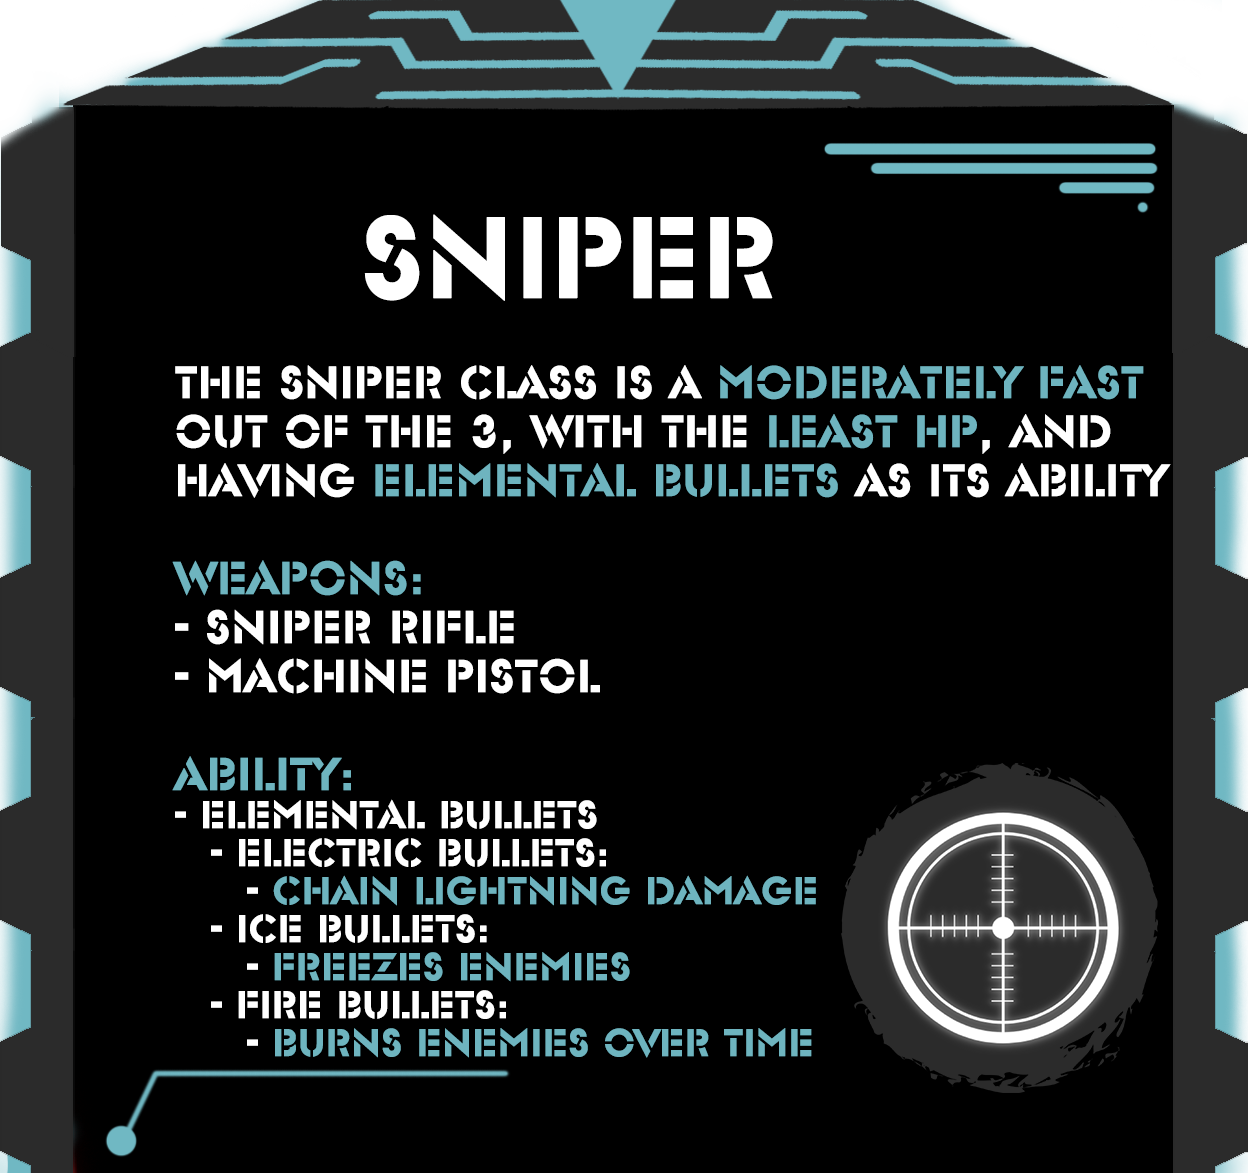 SNIPER
THE SNIPER CLASS IS A MODERATELY FAST
OUT OF THE 3, WITH THE LEAST HP, AND
HAVING ELEMENTAL BULLETS AS ITS ABILITY
WEAPONS:
- SNIPER RIFLE
- MACHINE PISTOL
ABILITY:
- ELEMENTAL BULLETS
- ELECTRIC BULLETS:
- CHAIN LIGHTNING DAMAGE
- ICE BULLETS:
- FREEZES ENEMIES
- FIRE BULLETS:
- BURNS ENEMIES OVER TIME